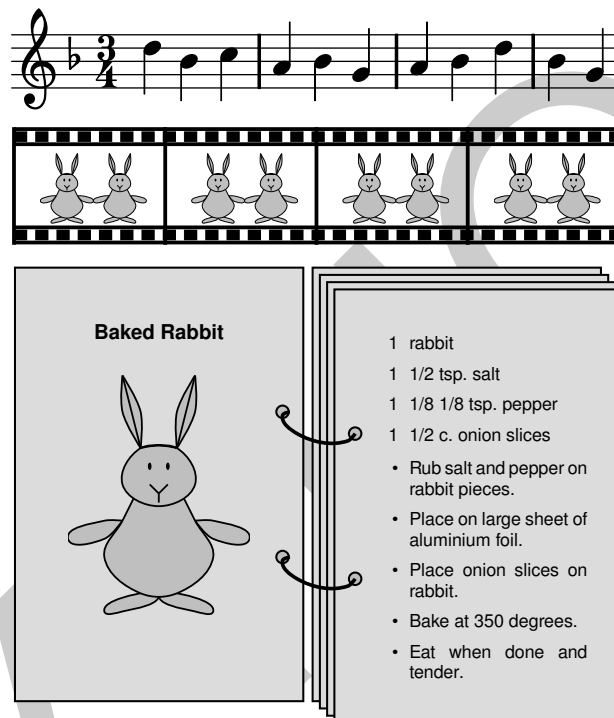 3
4
Baked Rabbit
1 rabbit
1 1/2 tsp. salt
1 1/8 1/8 tsp. pepper
1 1/2 c. onion slices
• Rub salt and pepper on
rabbit pieces.
• Place on large sheet of
aluminium foil.
• Place onion slices on
rabbit.
• Bake at 350 degrees.
• Eat when done and
tender.